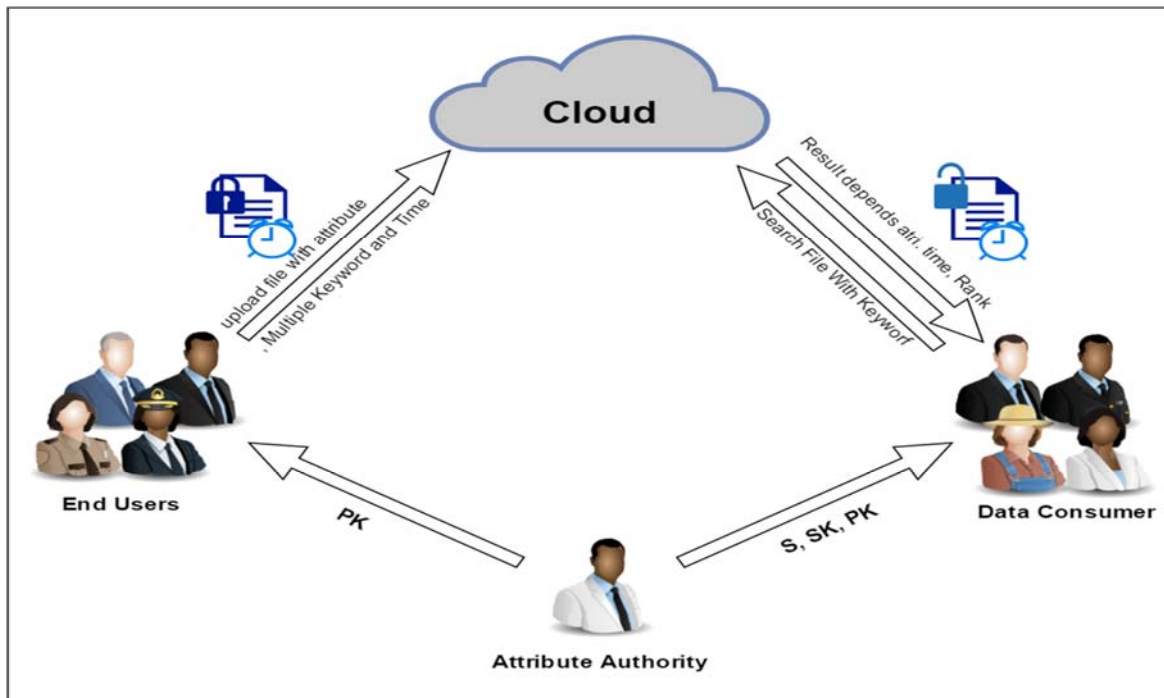 Cloud
upload file with attribute
, Multiple Keyword and Time
Result depends atri. time, Rank
Search File With Keyworf
End Users
PK
S, SK, PK
Data Consumer
Attribute Authority